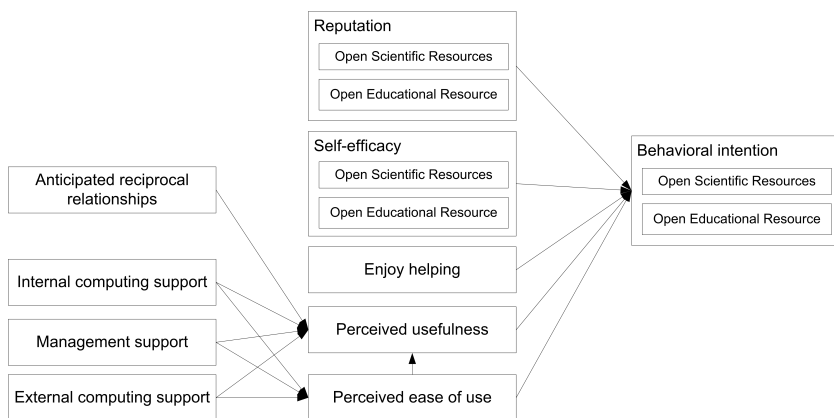 Reputation
Open Scientific Resources
Open Educational Resource
Self-efficacy
Open Scientific Resources
Open Educational Resource
Behavioral intention
Open Scientific Resources
Open Educational Resource
Anticipated reciprocal
relationships
Internal computing support
Enjoy helping
Management support
Perceived usefulness
External computing support
Perceived ease of use